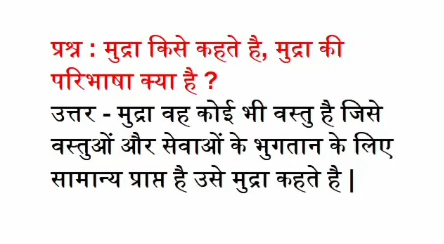 प्रश्न : मुद्रा किसे कहते है, मुद्रा की
परिभाषा क्या है ?
उत्तर - मुद्रा वह कोई भी वस्तु है जिसे
वस्तुओं और सेवाओं के भुगतान के लिए
सामान्य प्राप्त है उसे मुद्रा कहते है |